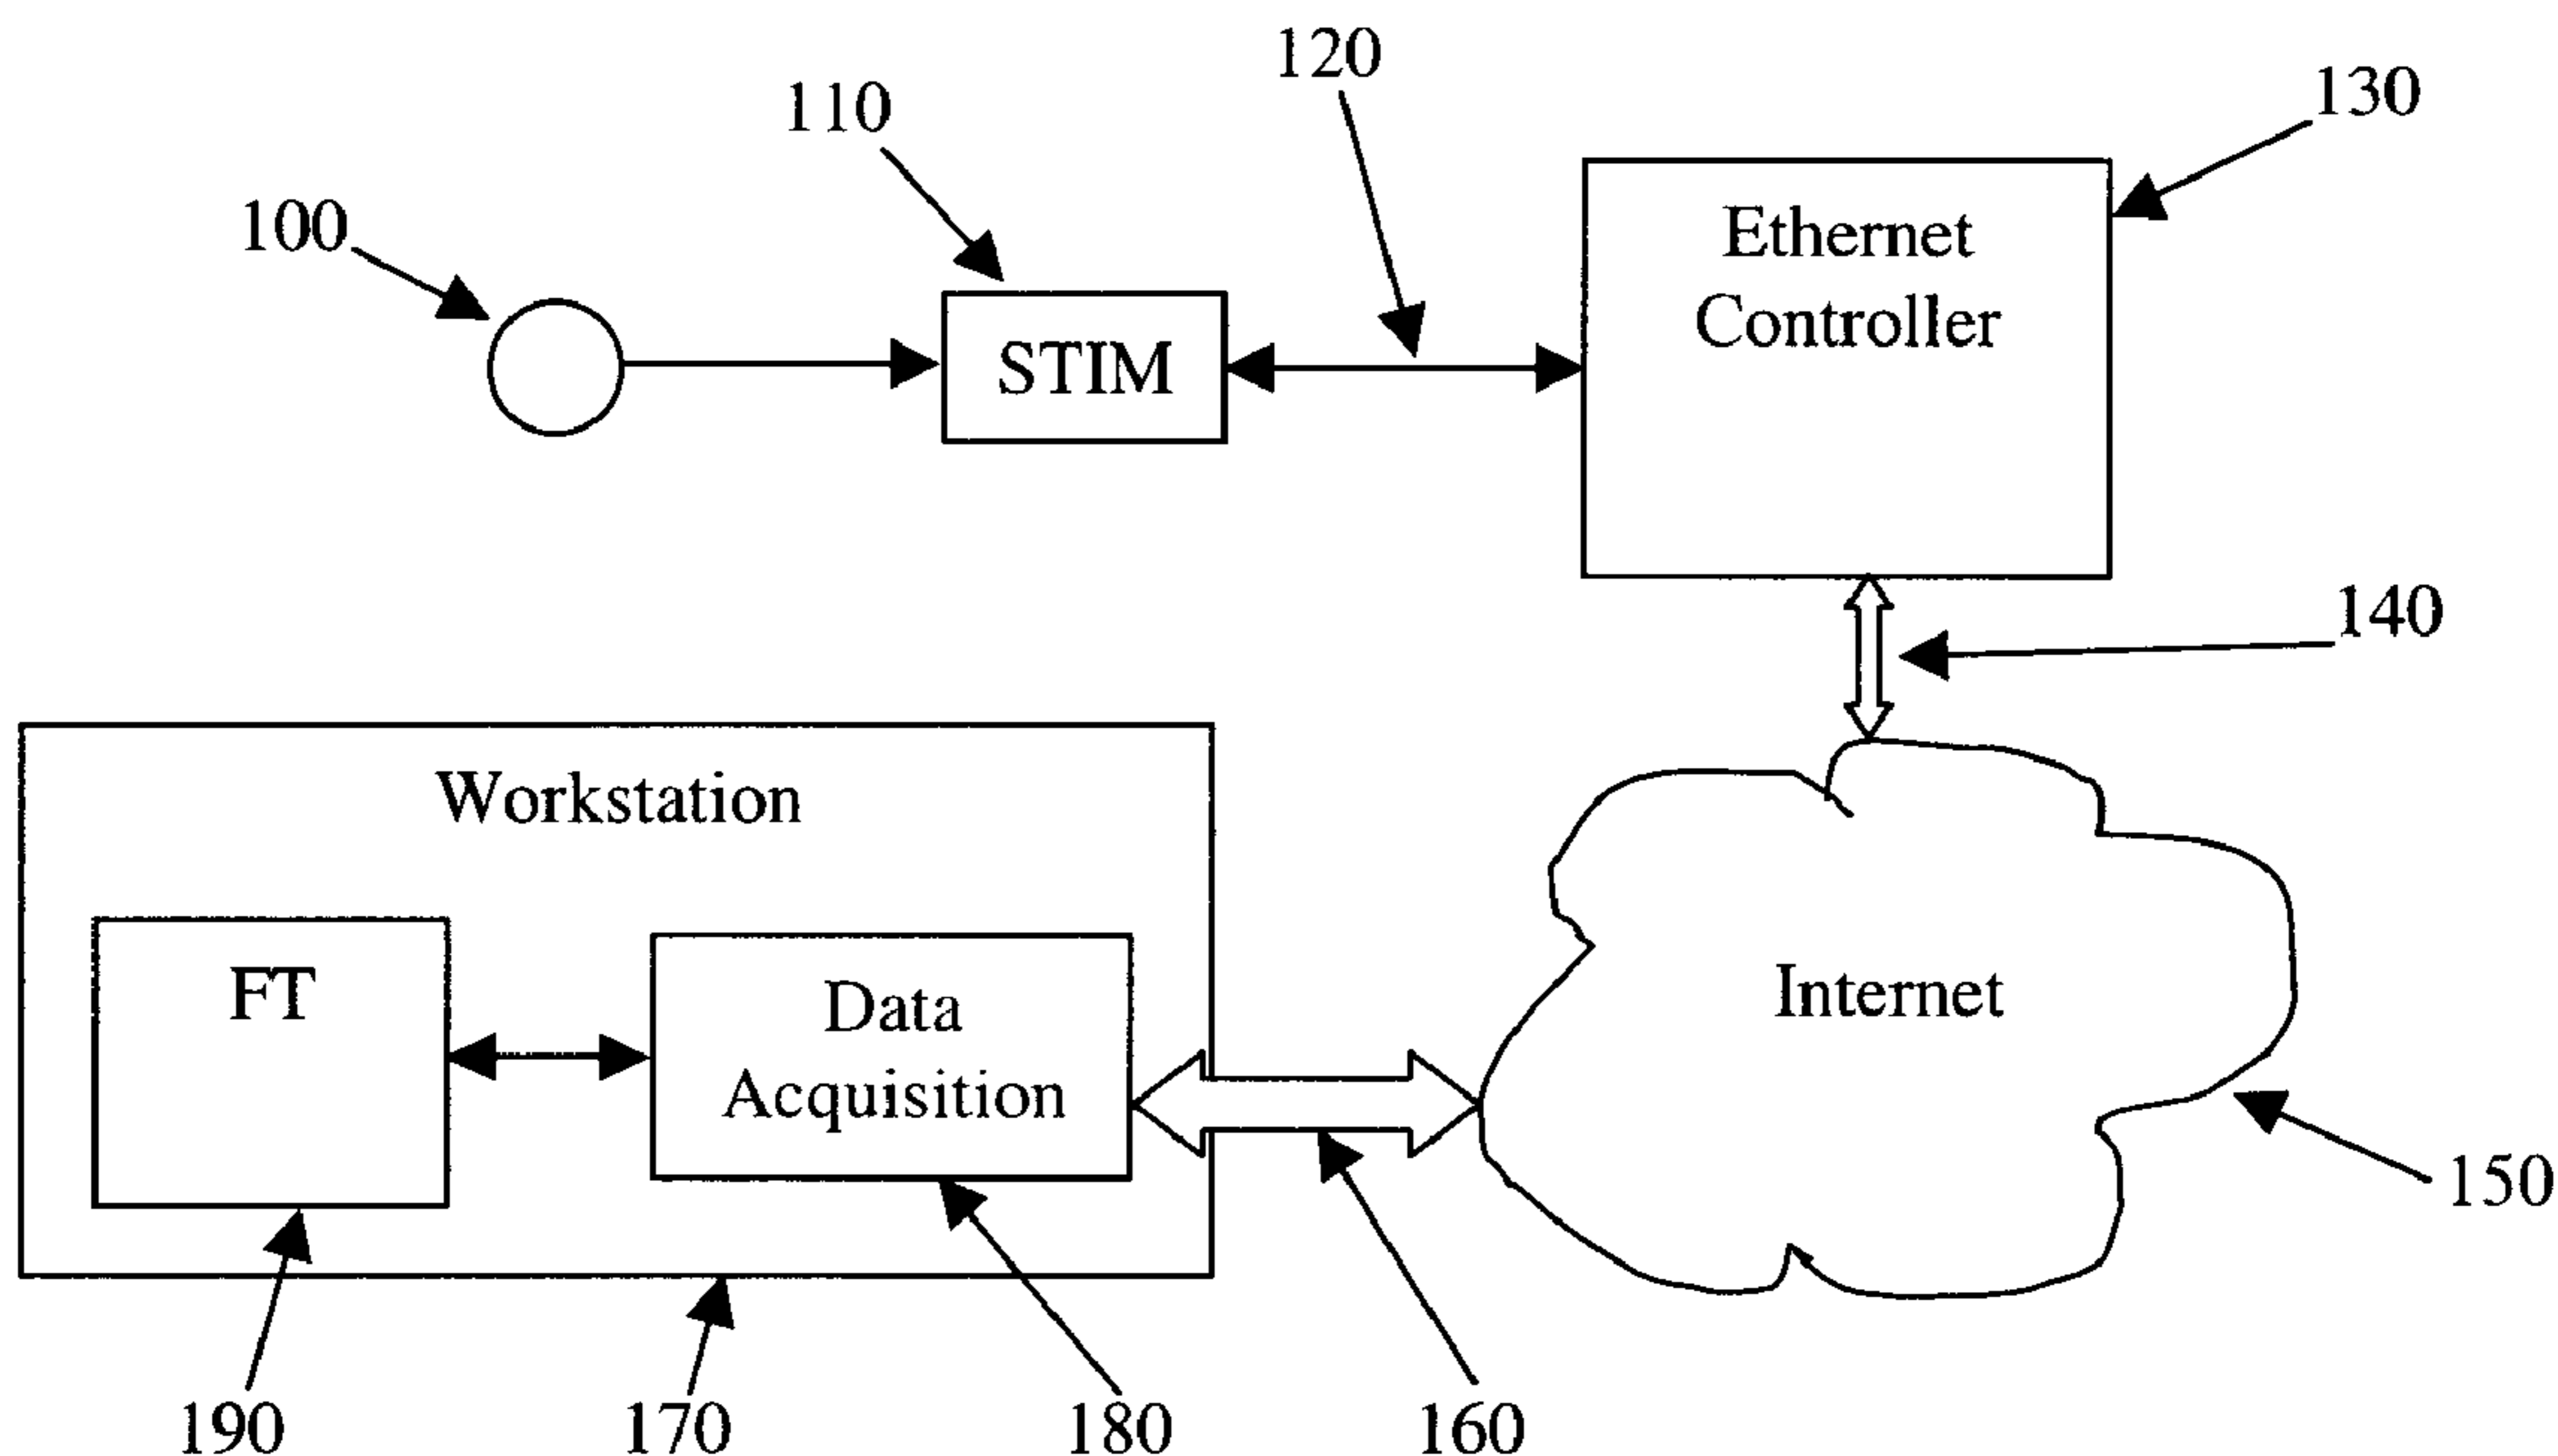 120
130
110
100
Ethernet
Controller
STIM
140
Workstation
FT
Data
Acquisition
Internet
150
190
170
180
160